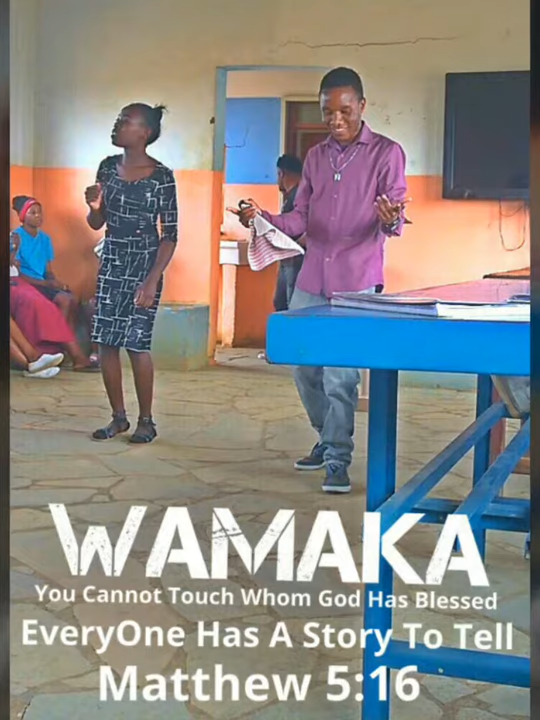 WAMAKA
You Cannot Touch Whom God Has Blessed
EveryOne Has A Story To Tell
Matthew 5:16